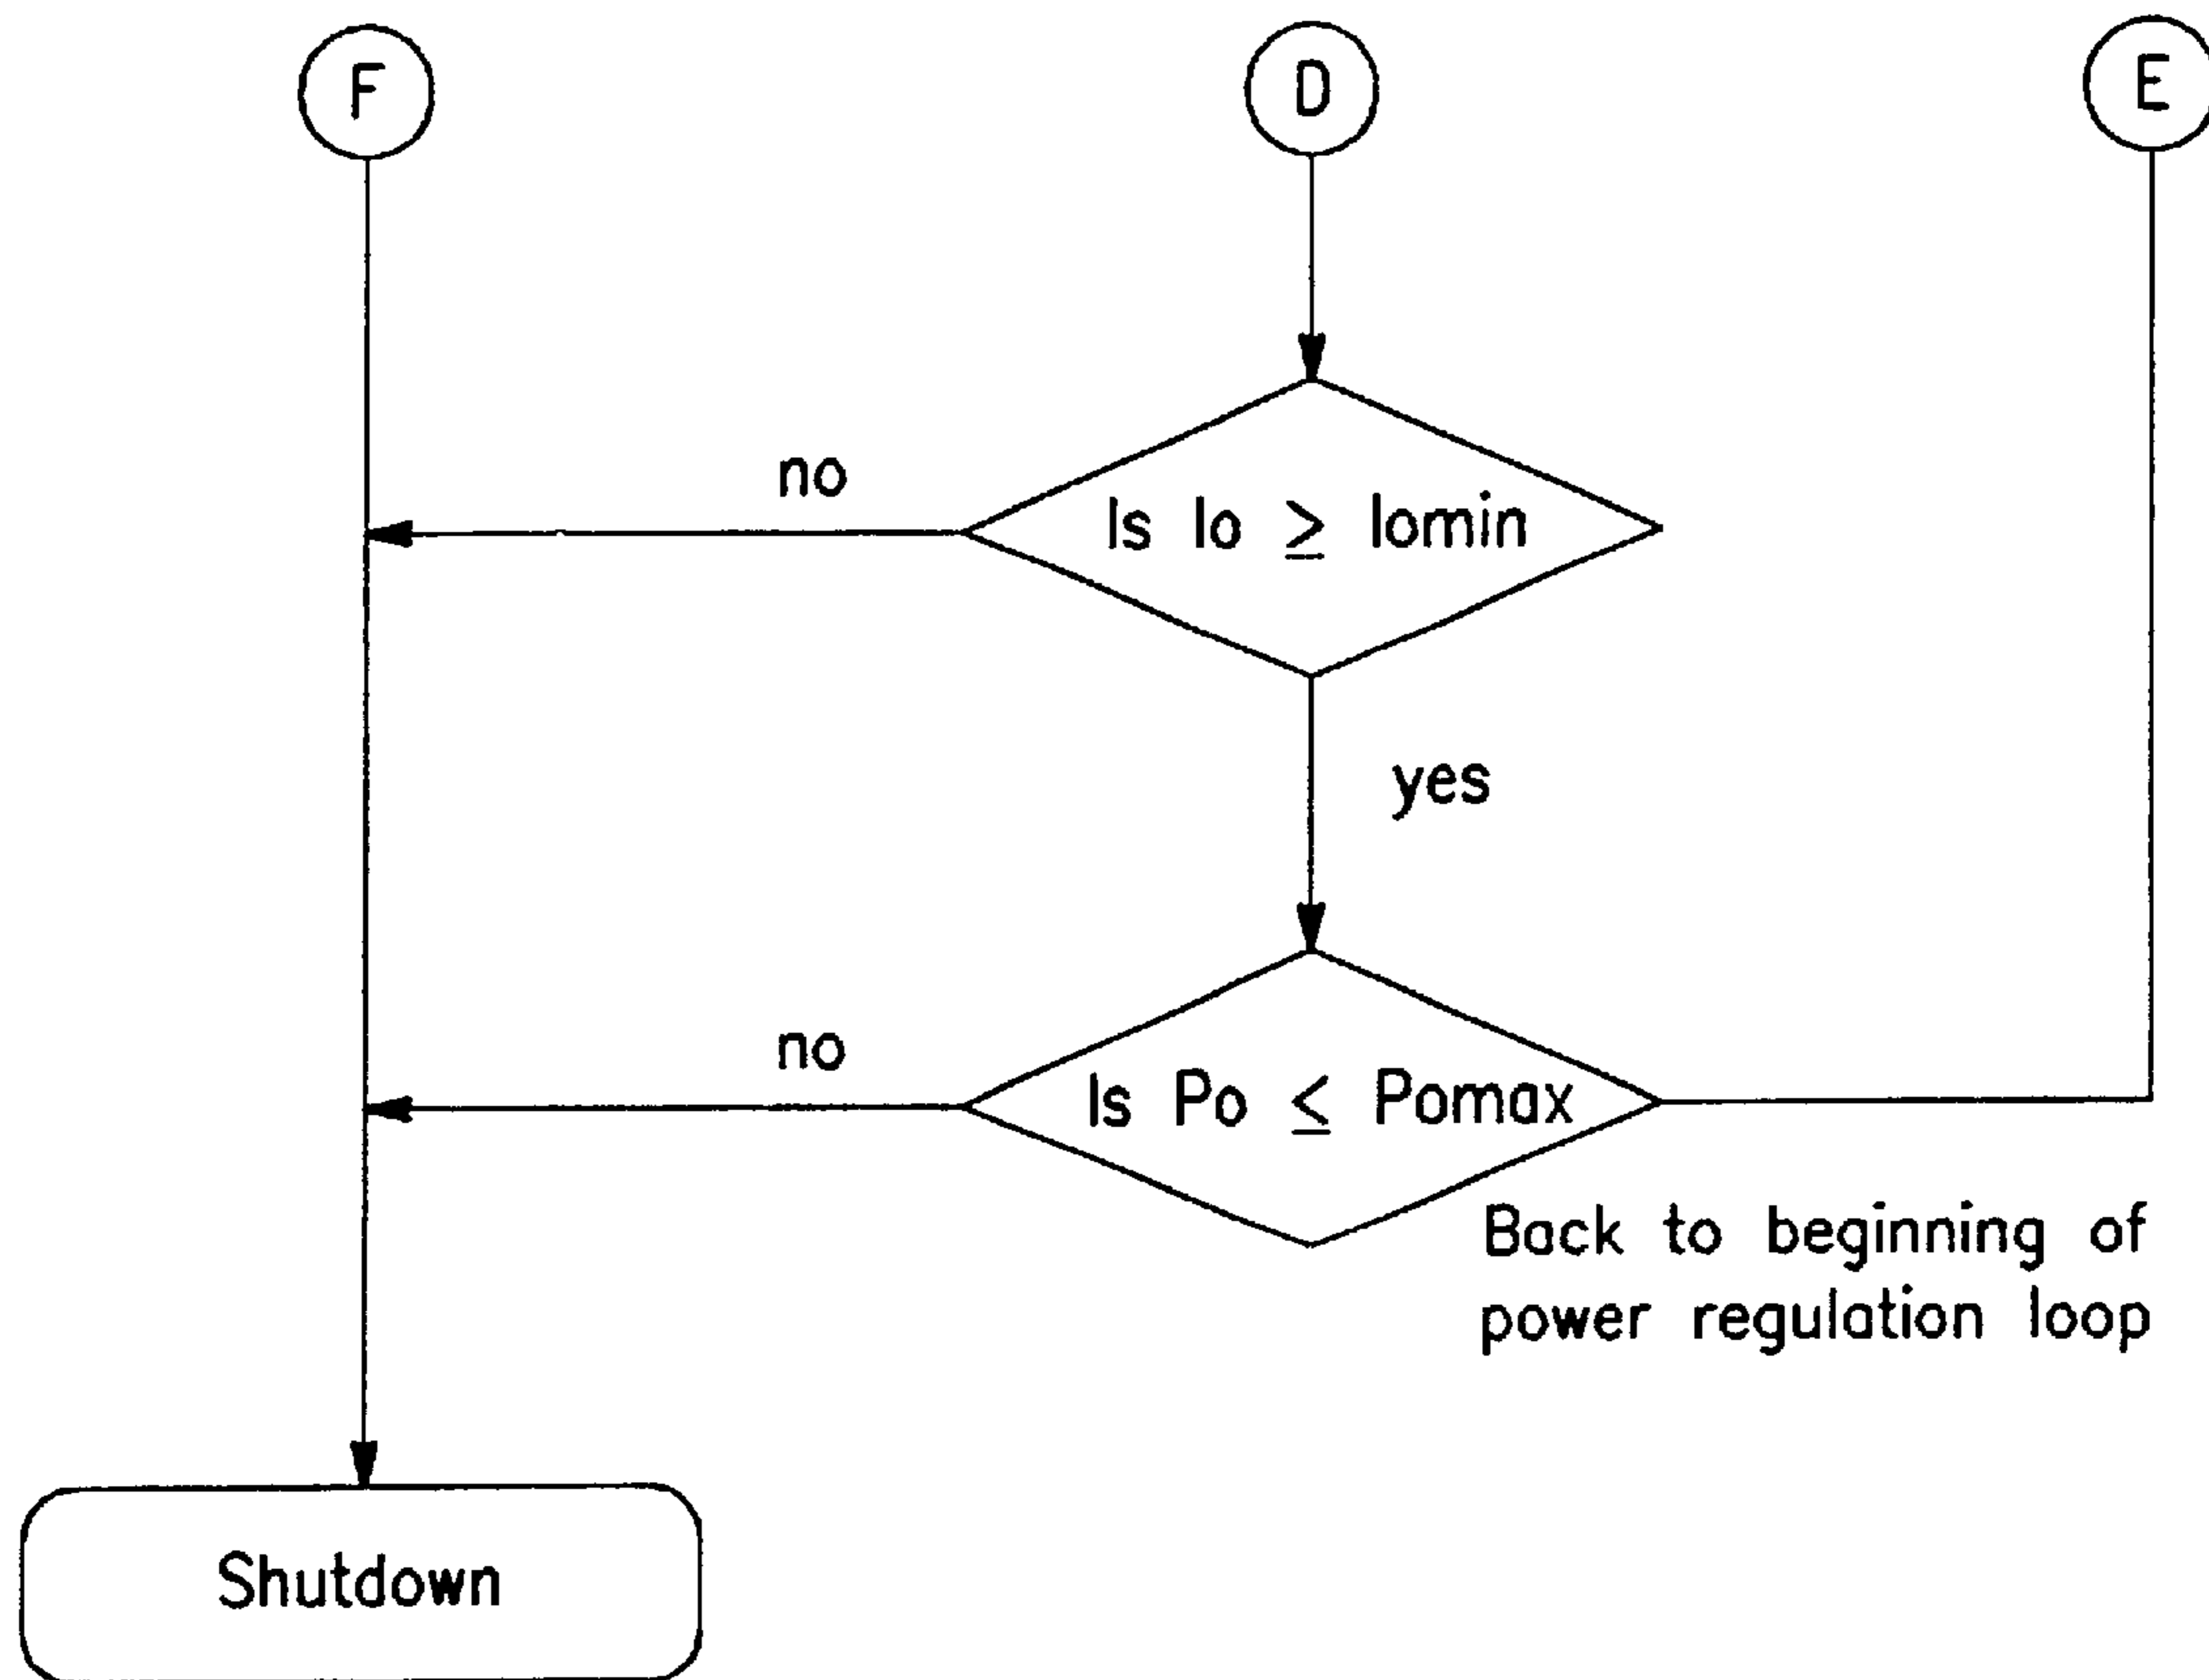 F
D
E
no
Is Io ≥ Iomin
yes
no
Is Po ≤ Pomax
Back to beginning of
power regulation loop
Shutdown